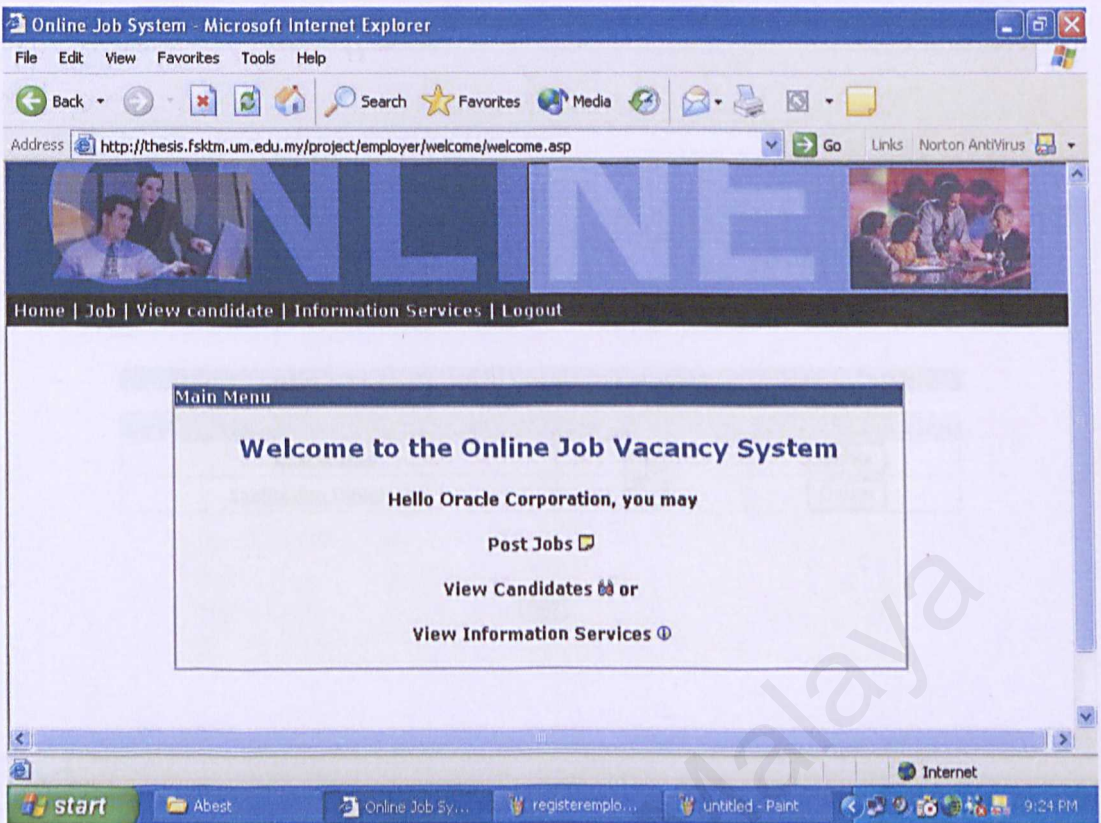 Online Job System - Microsoft Internet Explorer
File Edit View Favorites Tools Help
Back Search Favorites Media
Address http://thesis.fsktm.um.edu.my/project/employer/welcome/welcome.asp Go Links Norton AntiVirus
ONLINE
Home | Job | View candidate | Information Services | Logout
Main Menu
Welcome to the Online Job Vacancy System
Hello Oracle Corporation, you may
Post Jobs
View Candidates or
View Information Services
Malaya
Internet
start Abest Online Job Sy... registeremplo... untitled - Paint 9:24 PM